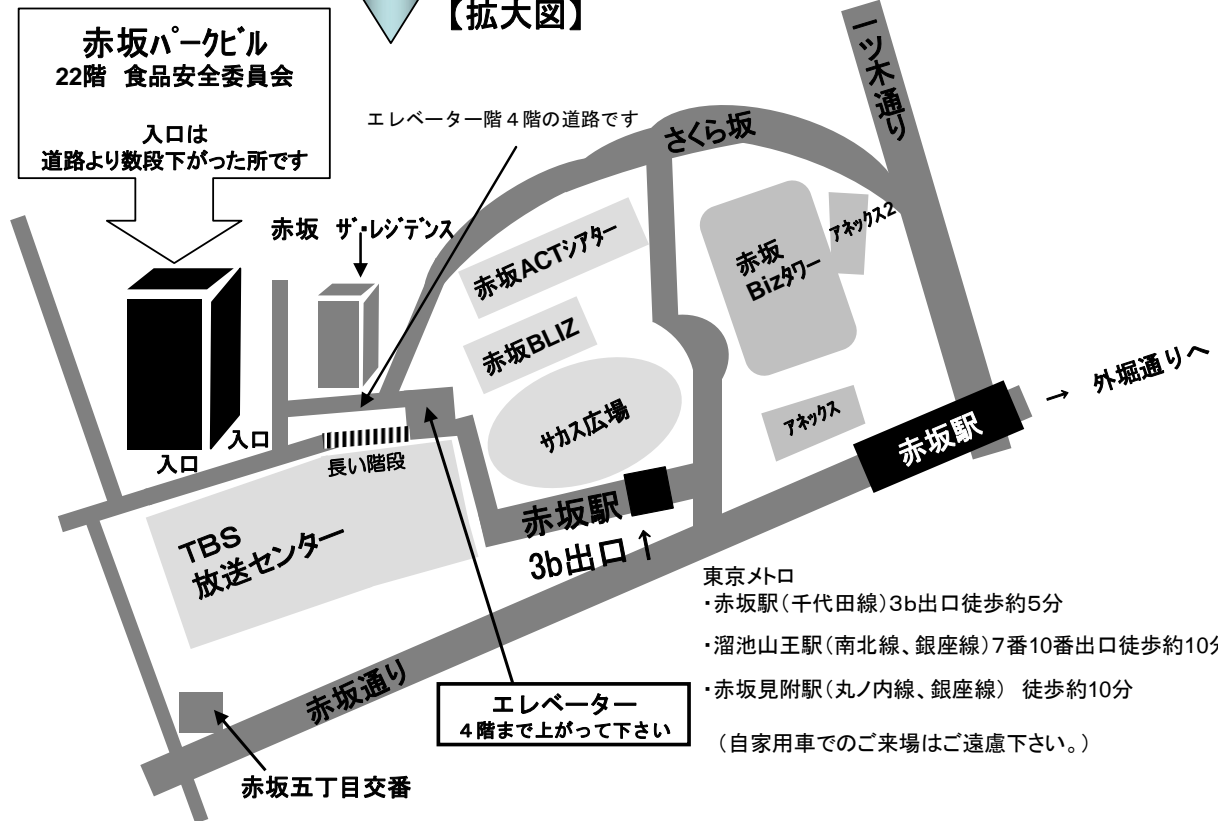 【拡大図】
赤坂パークビル
22階　食品安全委員会
入口は
道路より数段下がった所です
一ツ木通り
エレベーター階４階の道路です
さくら坂
赤坂　ザ・レジデンス
赤坂ACTシアター
赤坂
Bizタワー
アネックス2
赤坂BLIZ
サカス広場
アネックス
→　外堀通りへ
赤坂駅
入口
入口
長い階段
TBS
放送センター
赤坂駅
3b出口↑
東京メトロ
・赤坂駅(千代田線)3b出口徒歩約5分
・溜池山王駅(南北線、銀座線)7番10番出口徒歩約10分
・赤坂見附駅(丸ノ内線、銀座線)　徒歩約10分
(自家用車でのご来場はご遠慮下さい。)
赤坂通り
エレベーター
４階まで上がって下さい
赤坂五丁目交番